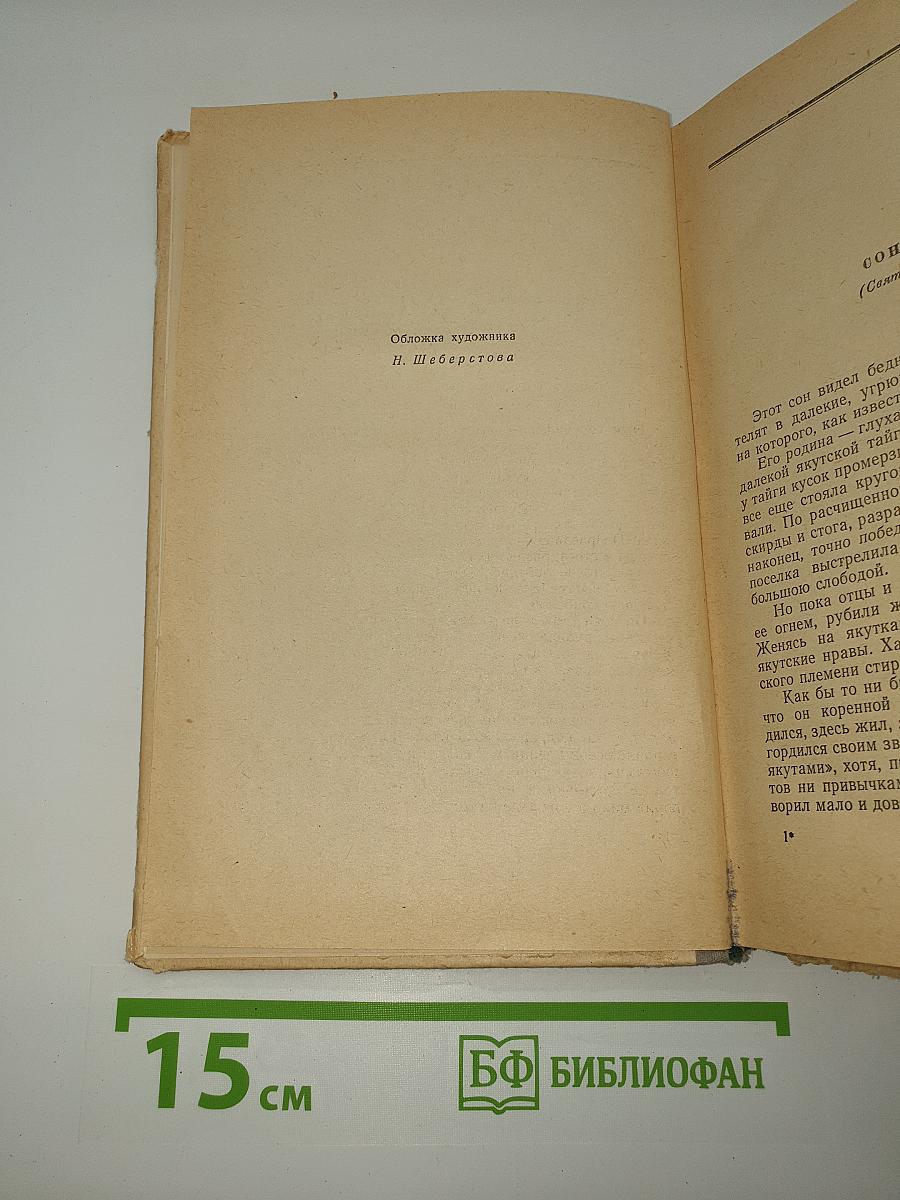 Обложка художника
Н. Шеберстова
СОН
(Свят
Этот сон видел бедн
телят в далекие, угрю
на которого, как извест
Его родина — глуха
далекой якутской тайг
у тайги кусок промерз
все еще стояла круго
вали. По расчищенно
скирды и стога, разра
наконец, точно побед
поселка выстрелила
большою слободой.
Но пока отцы и
ее огнем, рубили ж
Женясь на якутка
якутские нравы. Ха
ского племени стир
Как бы то ни б
что он коренной
дился, здесь жил,
гордился своим зв
якутами», хотя, п
тов ни привычкам
ворил мало и дов
1*
15 см
БФ БИБЛИОФАН